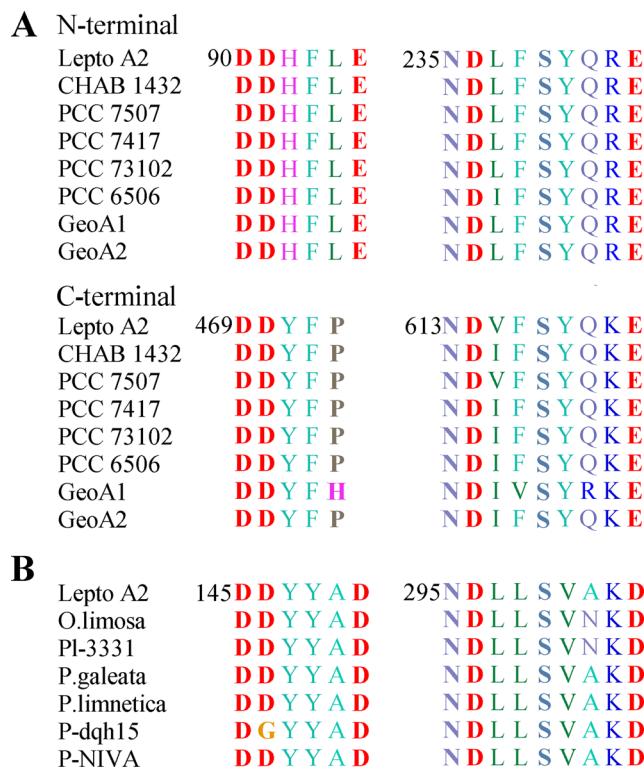 A N-terminal
Lepto A2 90 D D H F L E 235 N D L F S Y Q R E
CHAB 1432 D D H F L E N D L F S Y Q R E
PCC 7507 D D H F L E N D L F S Y Q R E
PCC 7417 D D H F L E N D L F S Y Q R E
PCC 73102 D D H F L E N D L F S Y Q R E
PCC 6506 D D H F L E N D I F S Y Q R E
GeoA1 D D H F L E N D L F S Y Q R E
GeoA2 D D H F L E N D L F S Y Q R E
C-terminal
Lepto A2 469 D D Y F P 613 N D V F S Y Q K E
CHAB 1432 D D Y F P N D I F S Y Q K E
PCC 7507 D D Y F P N D V F S Y Q K E
PCC 7417 D D Y F P N D I F S Y Q K E
PCC 73102 D D Y F P N D I F S Y Q K E
PCC 6506 D D Y F P N D I F S Y Q K E
GeoA1 D D Y F H N D I V S Y R K E
GeoA2 D D Y F P N D I F S Y Q K E
B
Lepto A2 145 D D Y Y A D 295 N D L L S V A K D
O.limosa D D Y Y A D N D L L S V N K D
Pl-3331 D D Y Y A D N D L L S V N K D
P.galeata D D Y Y A D N D L L S V A K D
P.limnetica D D Y Y A D N D L L S V A K D
P-dqh15 D G Y Y A D N D L L S V A K D
P-NIVA D D Y Y A D N D L L S V A K D